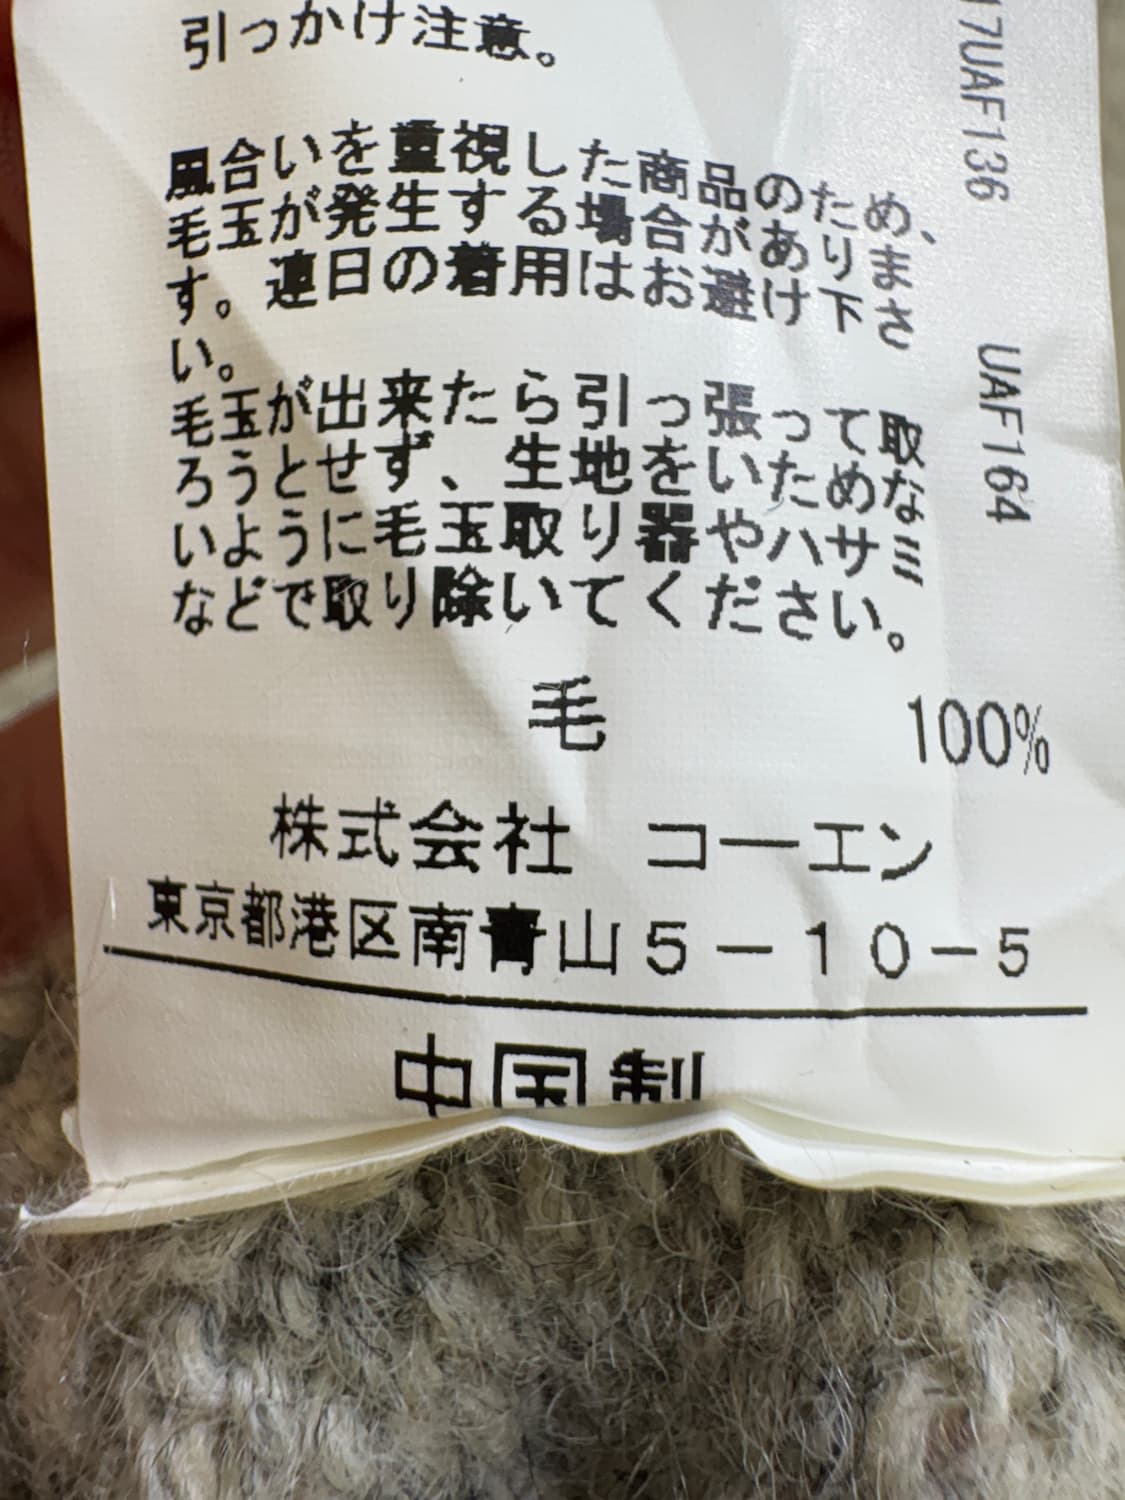 引っかけ注意。
風合いを重視した商品のため、
毛玉が発生する場合があります。連日の着用はお避け下さ
い。
毛玉が出来たら引っ張って取
ろうとせず、生地をいためな
いように毛玉取り器やハサミ
などで取り除いてください。
毛 100%
株式会社 コーエン
東京都港区南青山5-10-5
中国製
17UAF136
UAF164